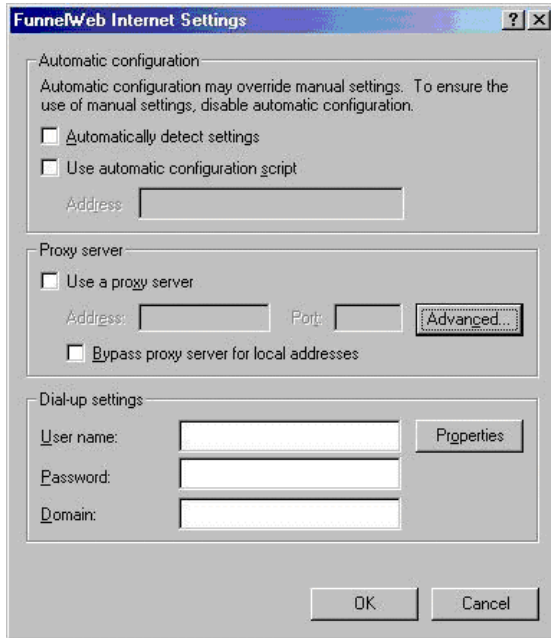 FunnelWeb Internet Settings
Automatic configuration
Automatic configuration may override manual settings. To ensure the
use of manual settings, disable automatic configuration.
Automatically detect settings
Use automatic configuration script
Address
Proxy server
Use a proxy server
Address: Port: Advanced...
Bypass proxy server for local addresses
Dial-up settings
User name: Properties
Password:
Domain:
OK Cancel